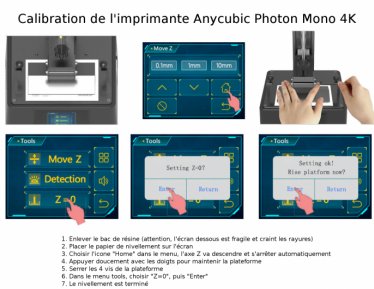 Calibration de l'imprimante Anycubic Photon Mono 4K
Move Z
0.1mm 1mm 10mm
Tools
Move Z
Detection
Z=0
Tools
Setting Z=0?
Enter Return
Tools
Setting ok!
Rise platform now?
Enter Return
1. Enlever le bac de résine (attention, l'écran dessous est fragile et craint les rayures)
2. Placer le papier de nivellement sur l'écran
3. Choisir l'icone "Home" dans le menu, l'axe Z va descendre et s'arrêter automatiquement
4. Appuyer doucement avec les doigts pour maintenir la plateforme
5. Serrer les 4 vis de la plateforme
6. Dans le menu tools, choisir "Z=0", puis "Enter"
7. Le nivellement est terminé